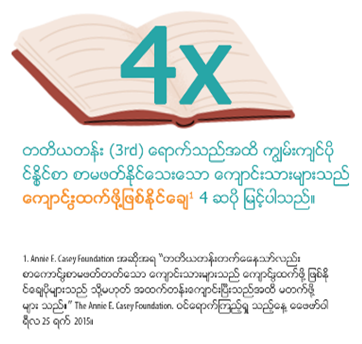 4x
တတိယတန်း (3rd) ရောက်သည်အထိ ကျွမ်းကျင်ပို
င်နိုင်စာ စာမဖတ်နိုင်သေးသော ကျောင်းသားများသည်
ကျောင်းထွက်ဖို့ဖြစ်နိုင်ချေ¹ 4 ဆပို မြင့်ပါသည်။
1. Annie E. Casey Foundation အဆိုအရ “တတိယတန်းတက်နေသော်လည်း
စာကောင်းစွာမဖတ်တတ်သော ကျောင်းသားများသည် ကျောင်းထွက်ဖို့ ဖြစ်နို
င်ချေပိုများသည် သို့မဟုတ် အထက်တန်းကျောင်းပြီးသည်အထိ မတက်ဖို့
များ သည်။” The Annie E. Casey Foundation. ဝင်ရောက်ကြည့်ရှု သည့်နေ့ ဖေဖော်ဝါ
ရီလ 25 ရက် 2015။